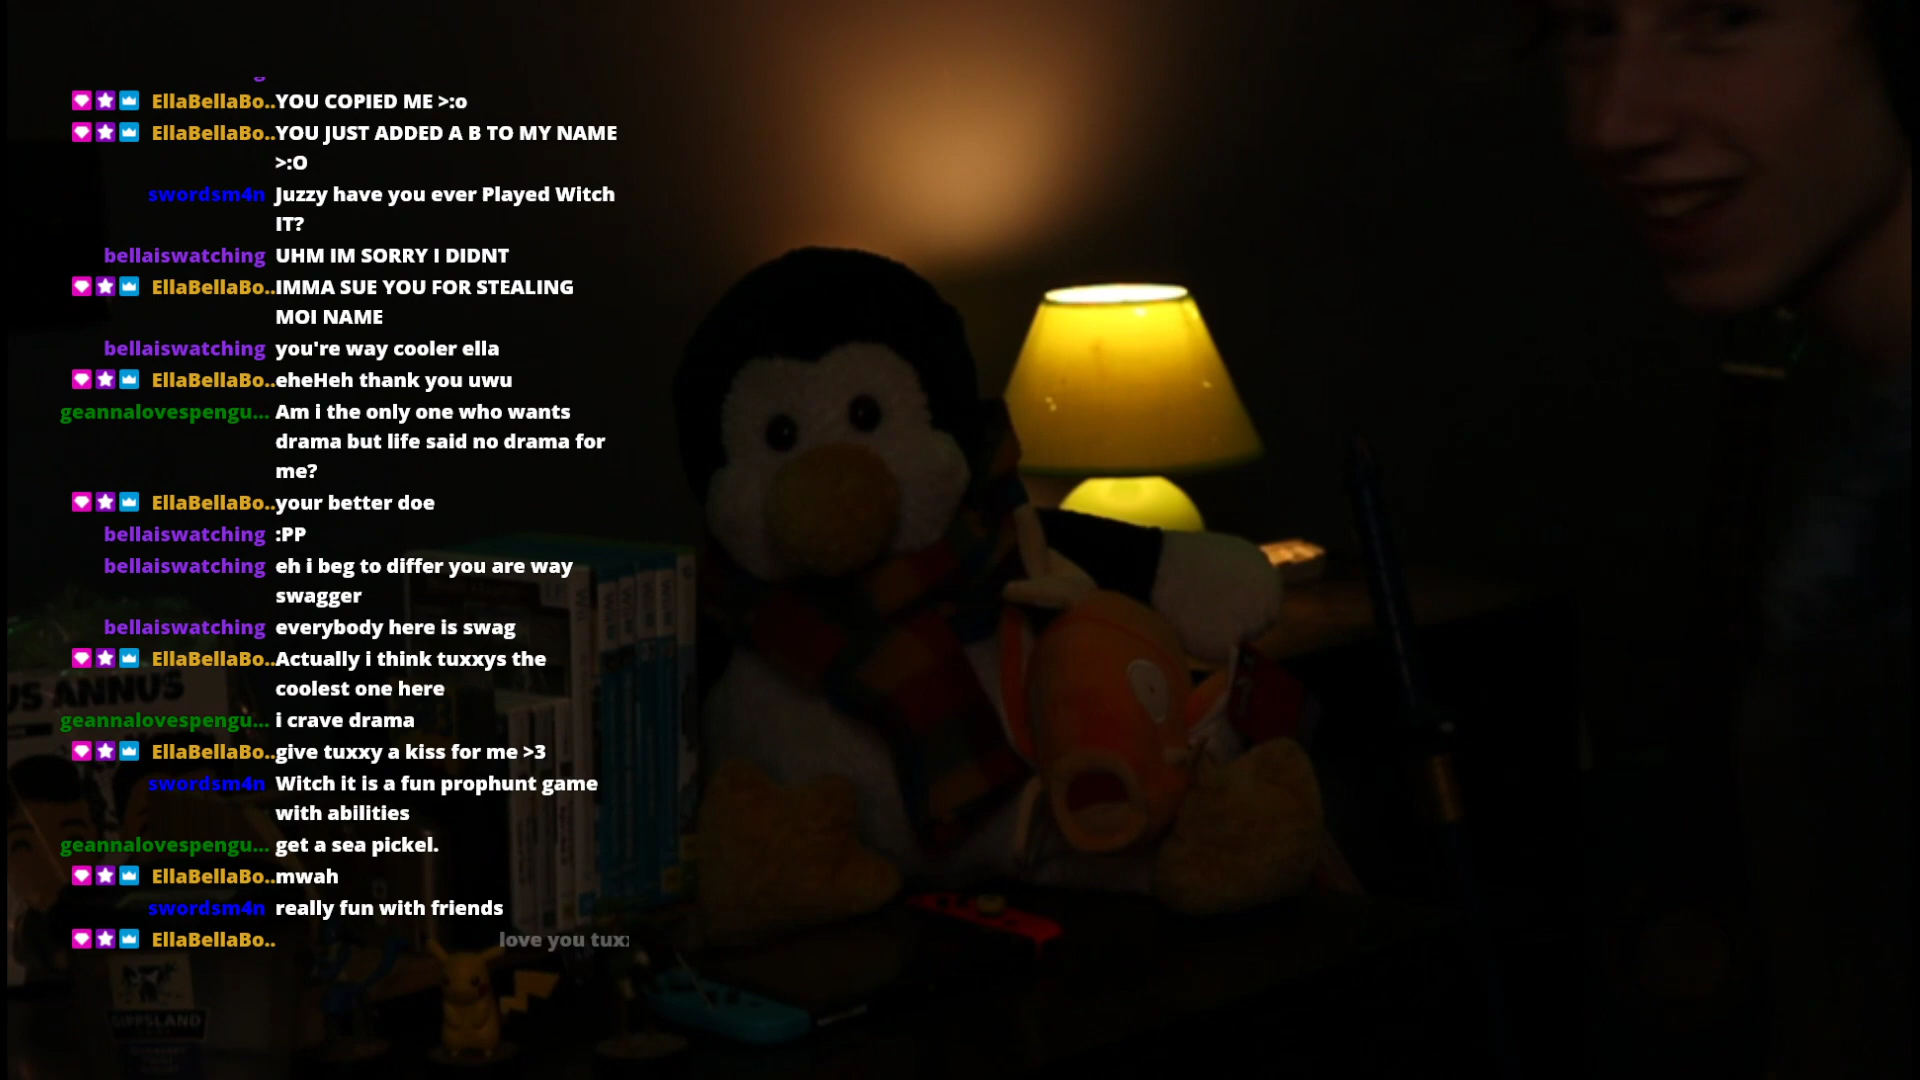 EllaBellaBo.. YOU COPIED ME >:o
EllaBellaBo.. YOU JUST ADDED A B TO MY NAME
>:O
swordsm4n Juzzy have you ever Played Witch
IT?
bellaiswatching UHM IM SORRY I DIDNT
EllaBellaBo.. IMMA SUE YOU FOR STEALING
MOI NAME
bellaiswatching you're way cooler ella
EllaBellaBo.. eheHeh thank you uwu
geannalovespengu... Am i the only one who wants
drama but life said no drama for
me?
EllaBellaBo.. your better doe
bellaiswatching :PP
bellaiswatching eh i beg to differ you are way
swagger
bellaiswatching everybody here is swag
EllaBellaBo.. Actually i think tuxxys the
coolest one here
US ANNUS
geannalovespengu... i crave drama
EllaBellaBo.. give tuxxy a kiss for me >3
swordsm4n Witch it is a fun prophunt game
with abilities
geannalovespengu... get a sea pickel.
EllaBellaBo.. mwah
swordsm4n really fun with friends
EllaBellaBo.. love you tux
GIPPSLAND